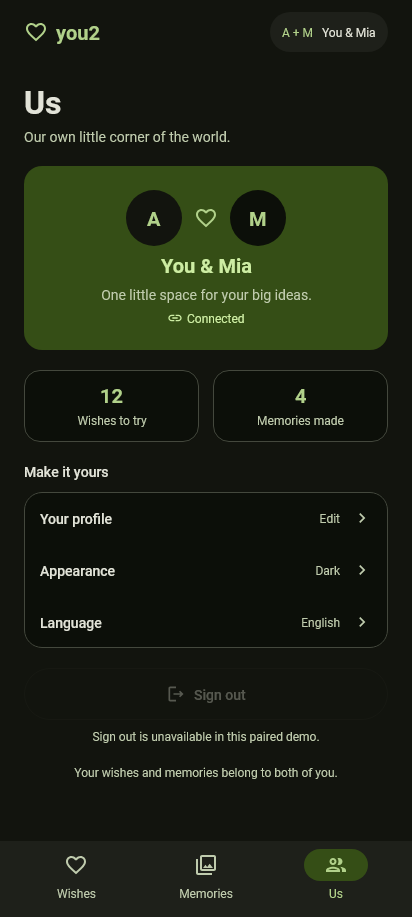 you2
A + M You & Mia
Us
Our own little corner of the world.
A
M
You & Mia
One little space for your big ideas.
Connected
12
Wishes to try
4
Memories made
Make it yours
Your profile Edit
Appearance Dark
Language English
Sign out
Sign out is unavailable in this paired demo.
Your wishes and memories belong to both of you.
Wishes
Memories
Us